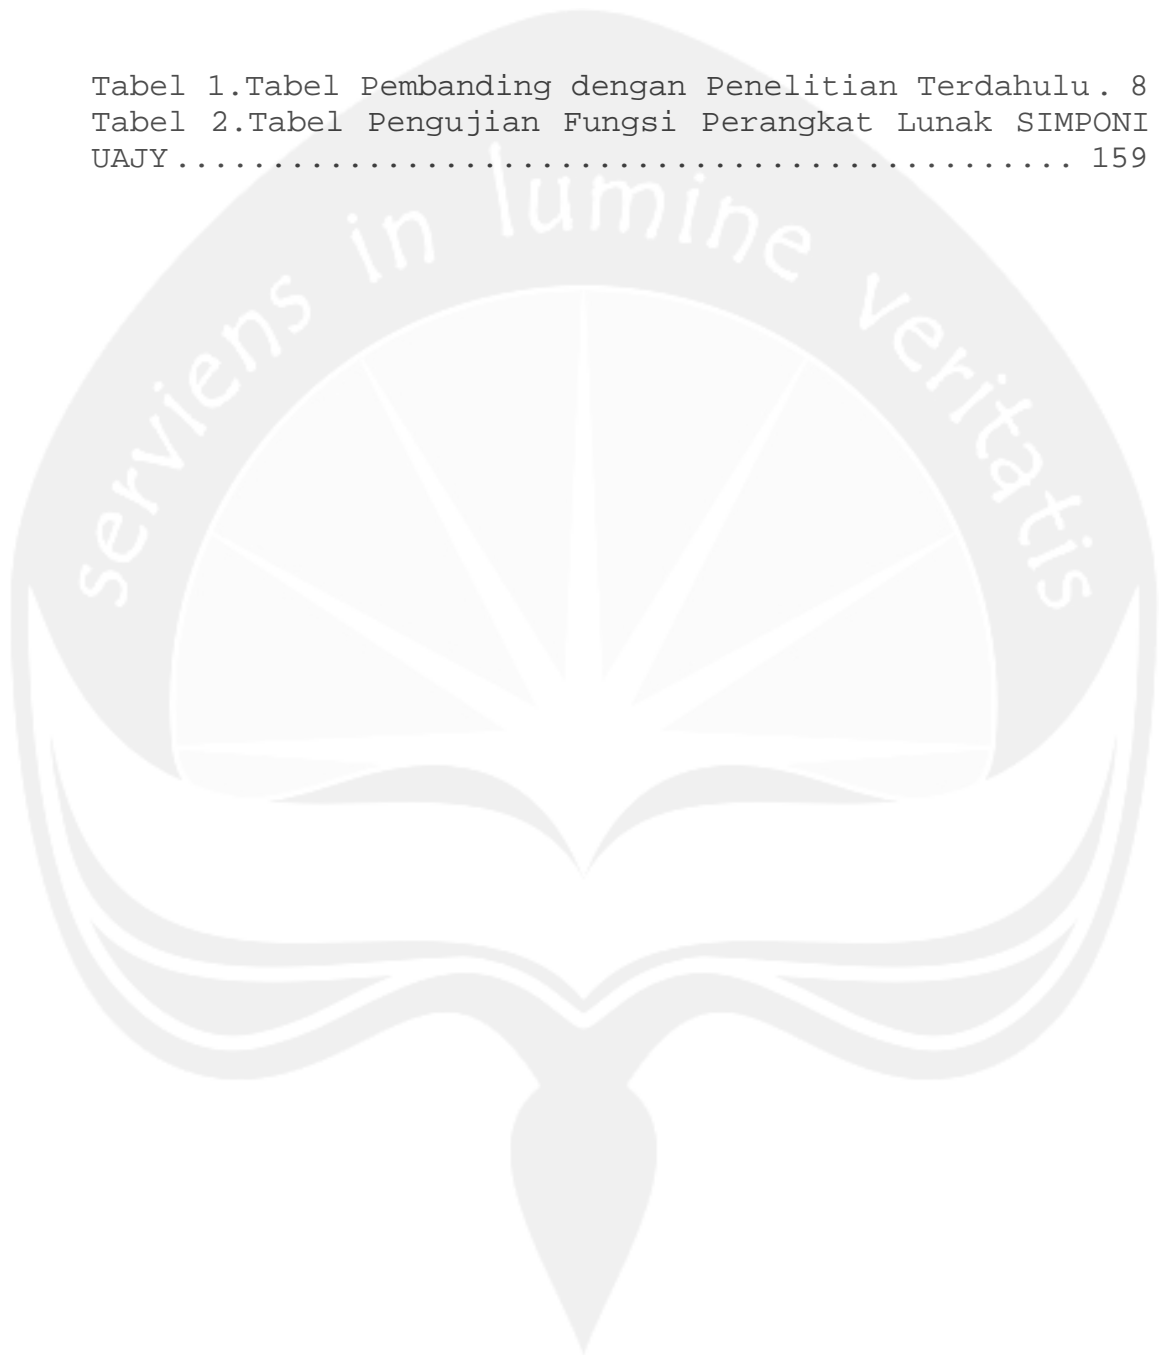 Tabel 1.Tabel Pembanding dengan Penelitian Terdahulu. 8
Tabel 2.Tabel Pengujian Fungsi Perangkat Lunak SIMPONI
UAJY............................................... 159
serviens in lumine veritatis